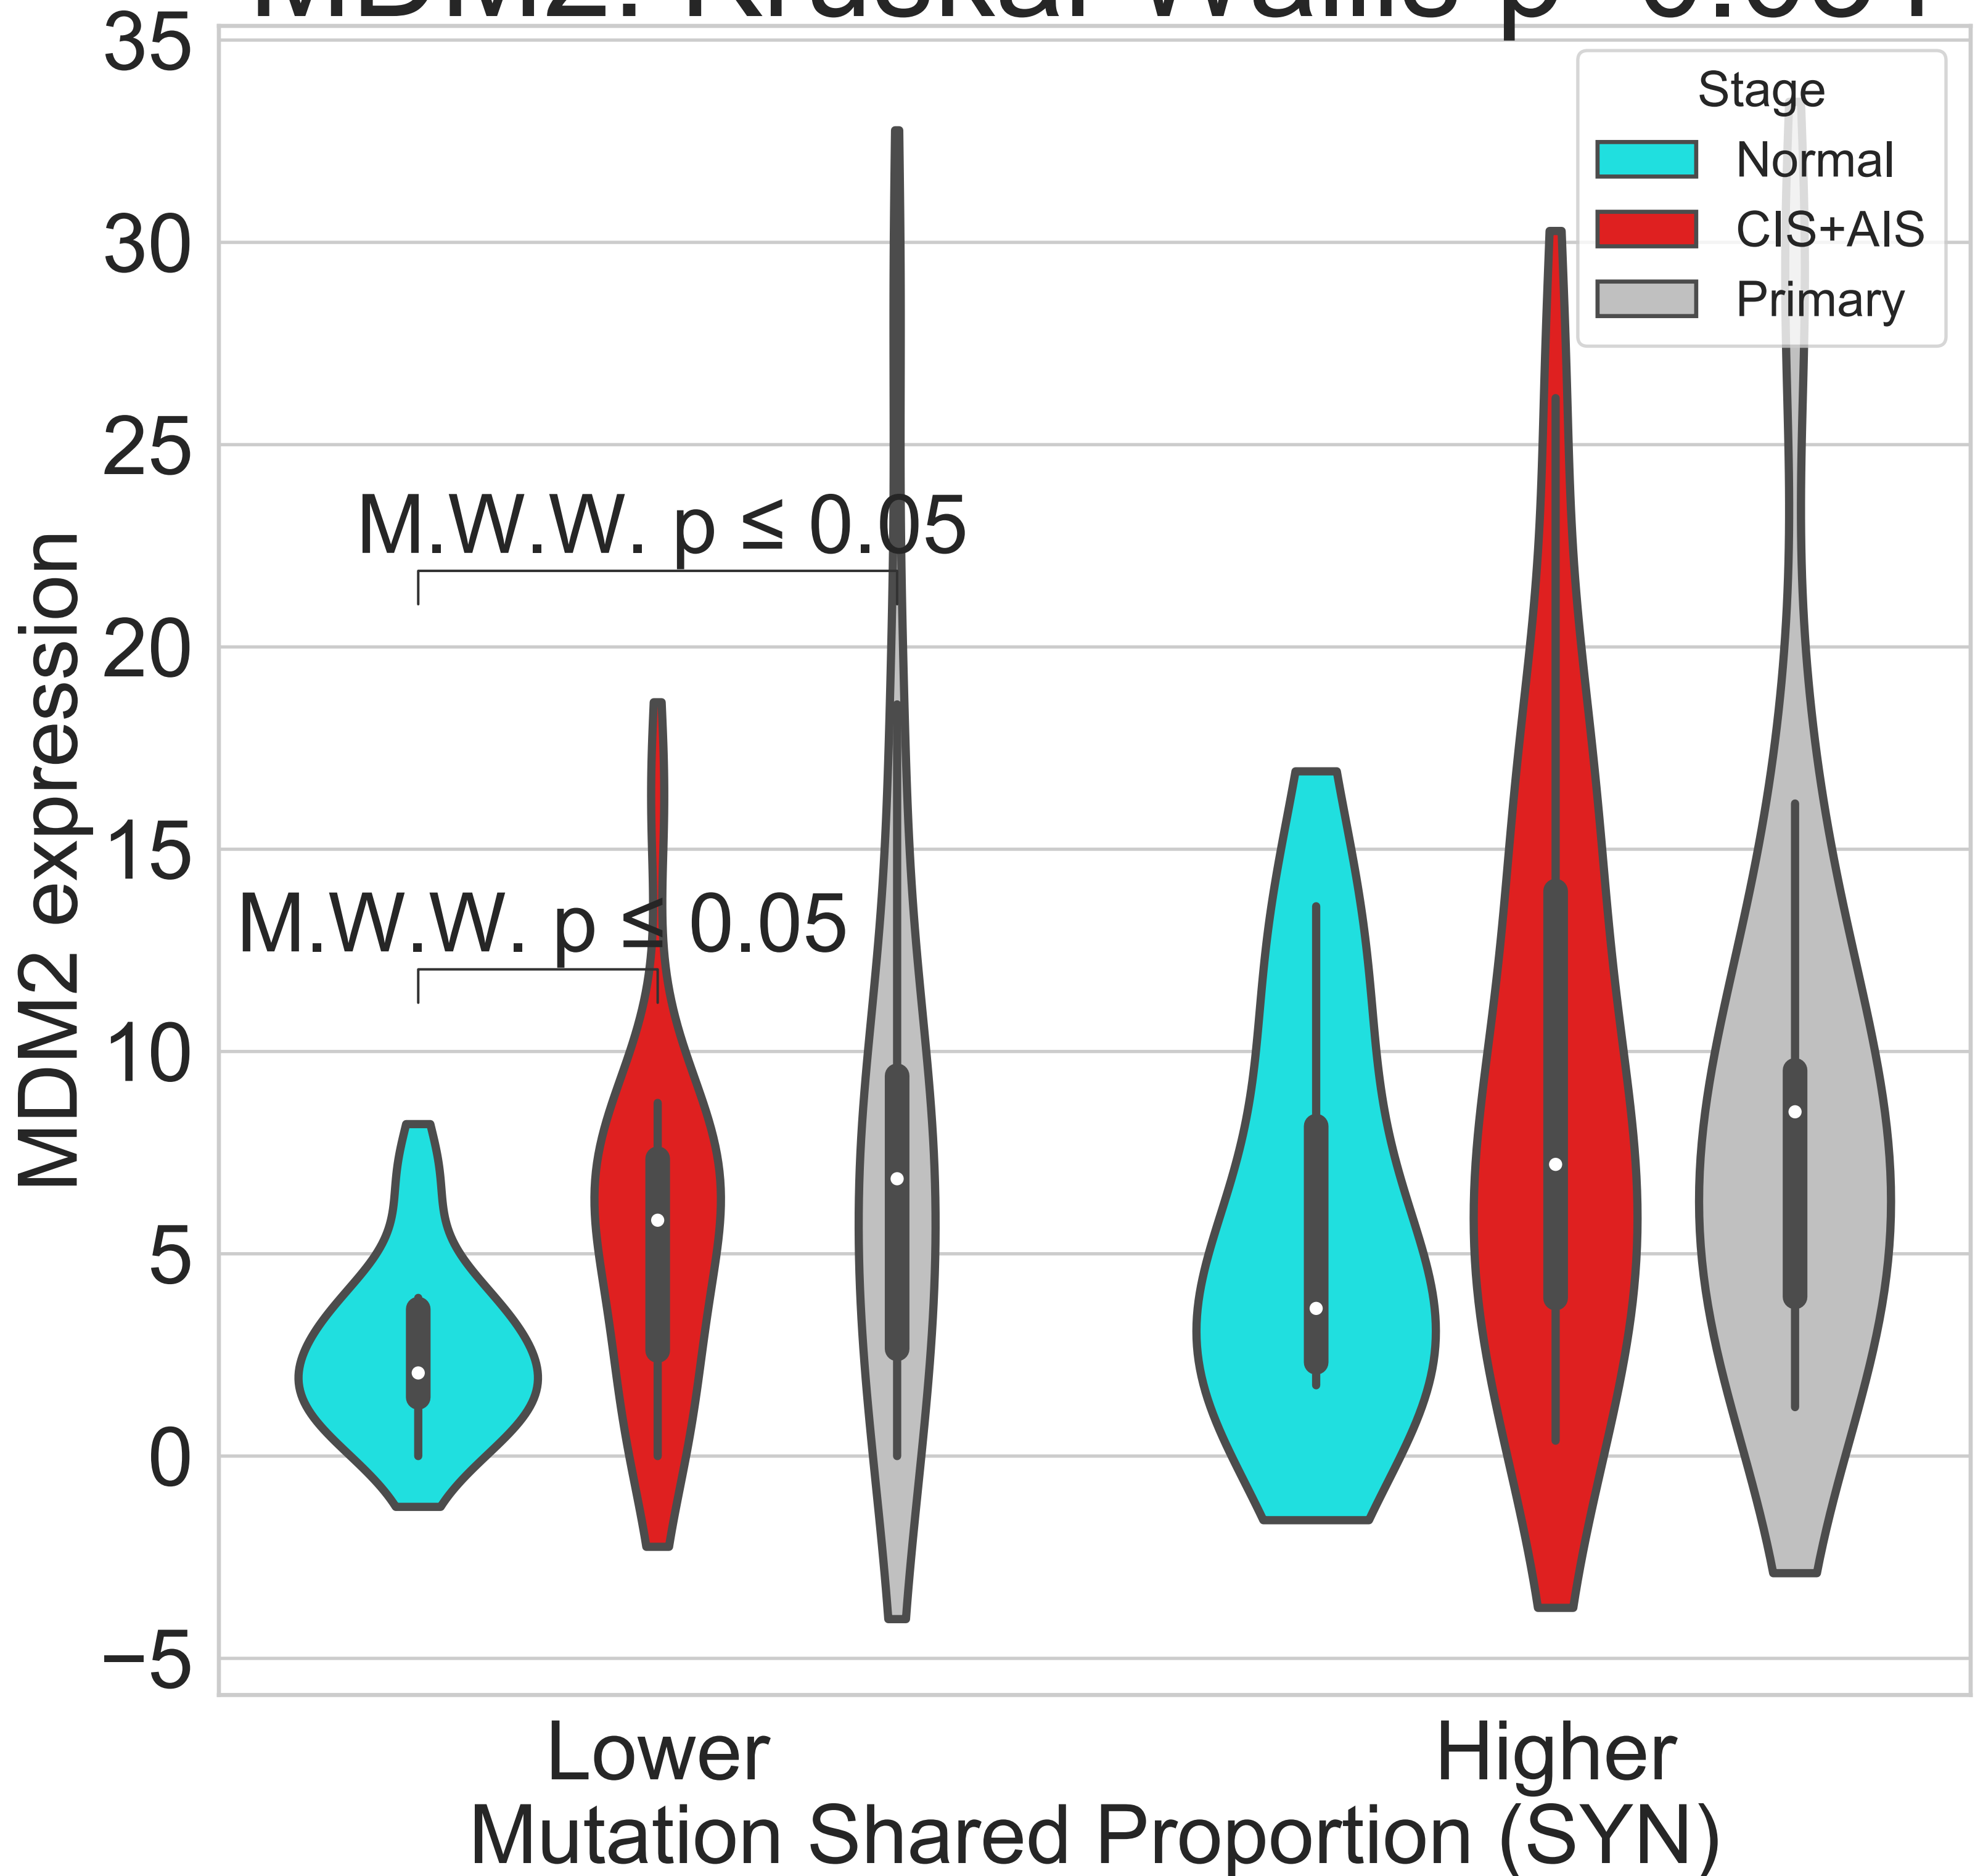 35
30
25
20
15
10
5
0
−5
MDM2 expression
Stage
Normal
CIS+AIS
Primary
M.W.W. p ≤ 0.05
M.W.W. p ≤ 0.05
Lower
Higher
Mutation Shared Proportion (SYN)